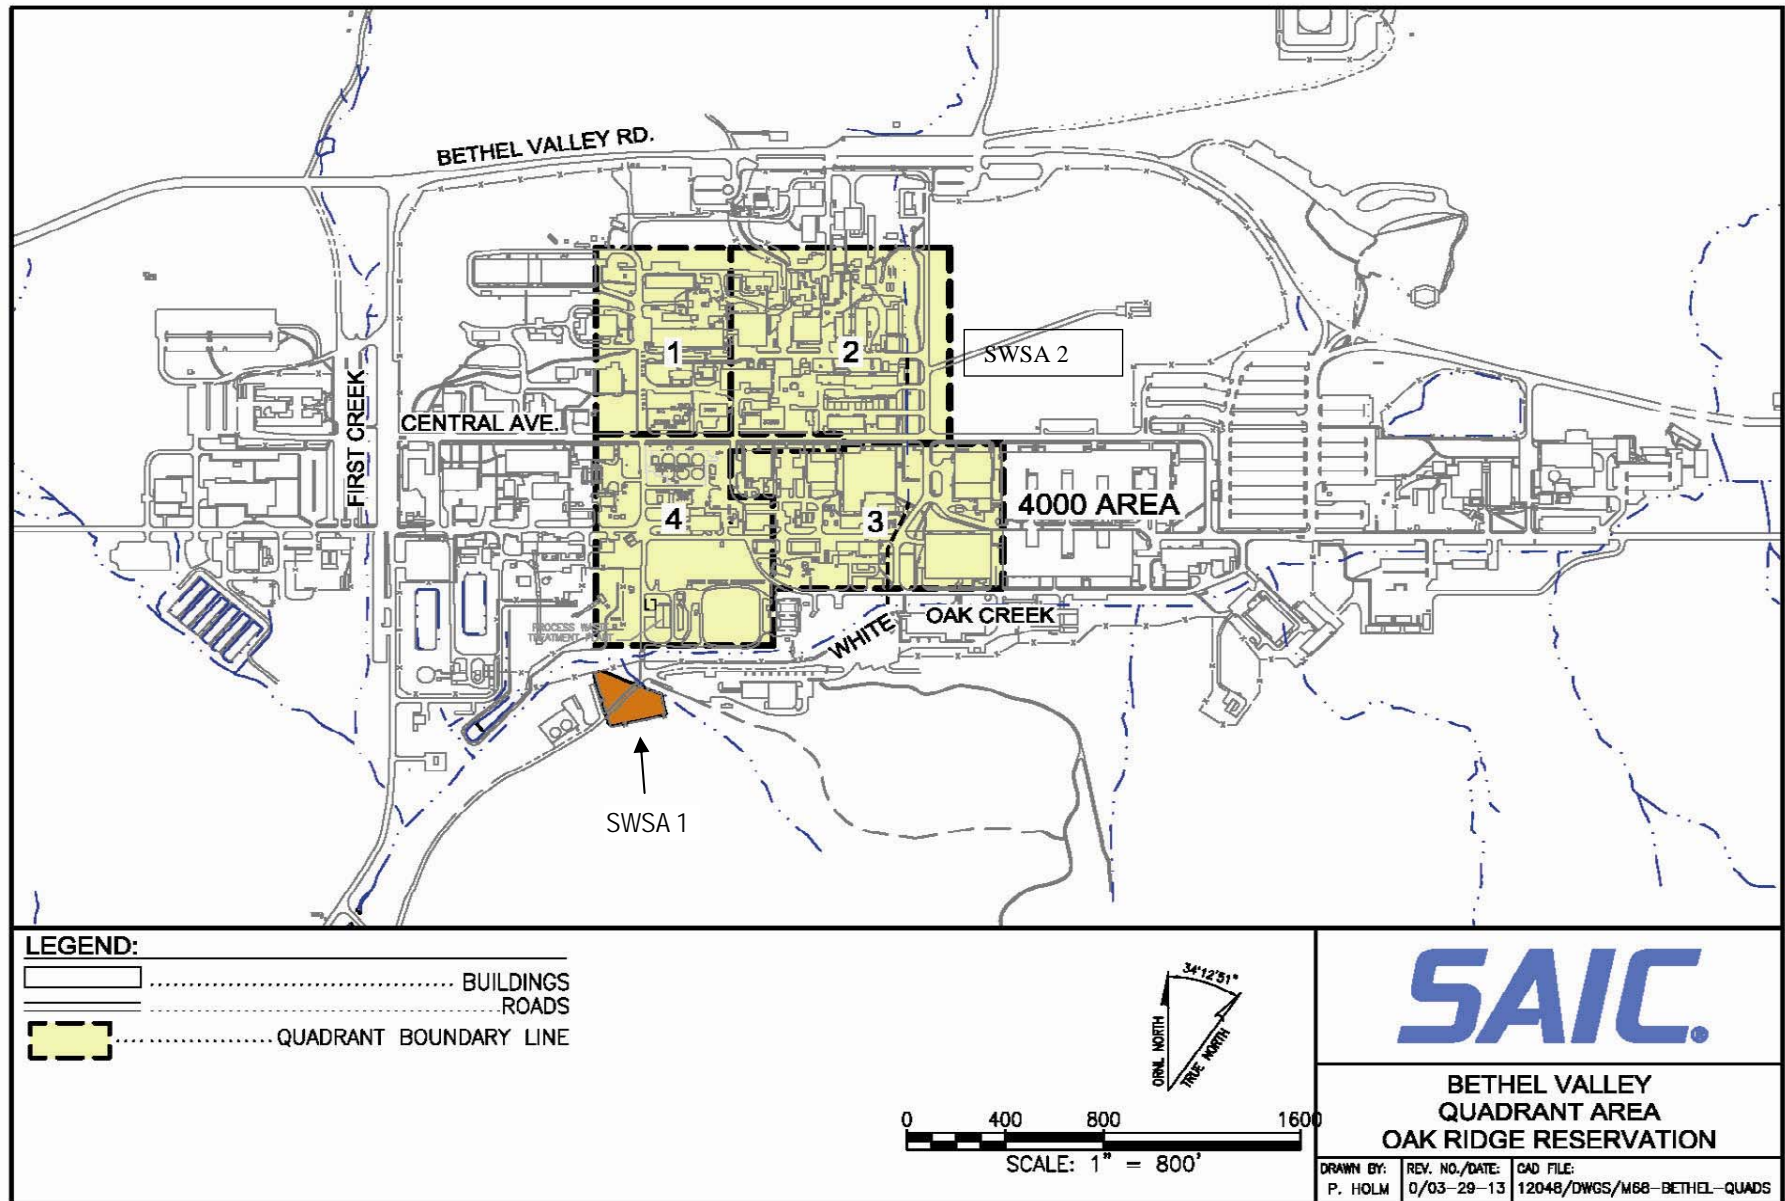 BETHEL VALLEY RD.
1
2
SWSA 2
FIRST CREEK
CENTRAL AVE.
4000 AREA
4
3
PROCESS WASTE
TREATMENT PLANT
WHITE
OAK CREEK
SWSA 1
LEGEND:
BUILDINGS
ROADS
QUADRANT BOUNDARY LINE
34°12'51"
ORNL NORTH
TRUE NORTH
0 400 800 1600
SCALE: 1" = 800'
SAIC.®
BETHEL VALLEY
QUADRANT AREA
OAK RIDGE RESERVATION
DRAWN BY: REV. NO./DATE: CAD FILE:
P. HOLM 0/03-29-13 12048/DWGS/M68-BETHEL-QUADS